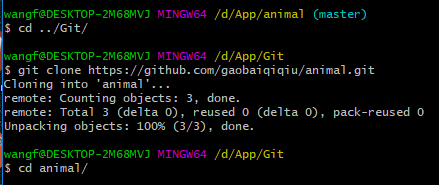 wangf@DESKTOP-2M68MVJ MINGW64 /d/App/animal (master)
$ cd ../Git/
wangf@DESKTOP-2M68MVJ MINGW64 /d/App/Git
$ git clone https://github.com/gaobaiqiqiu/animal.git
Cloning into 'animal'...
remote: Counting objects: 3, done.
remote: Total 3 (delta 0), reused 0 (delta 0), pack-reused 0
Unpacking objects: 100% (3/3), done.
wangf@DESKTOP-2M68MVJ MINGW64 /d/App/Git
$ cd animal/